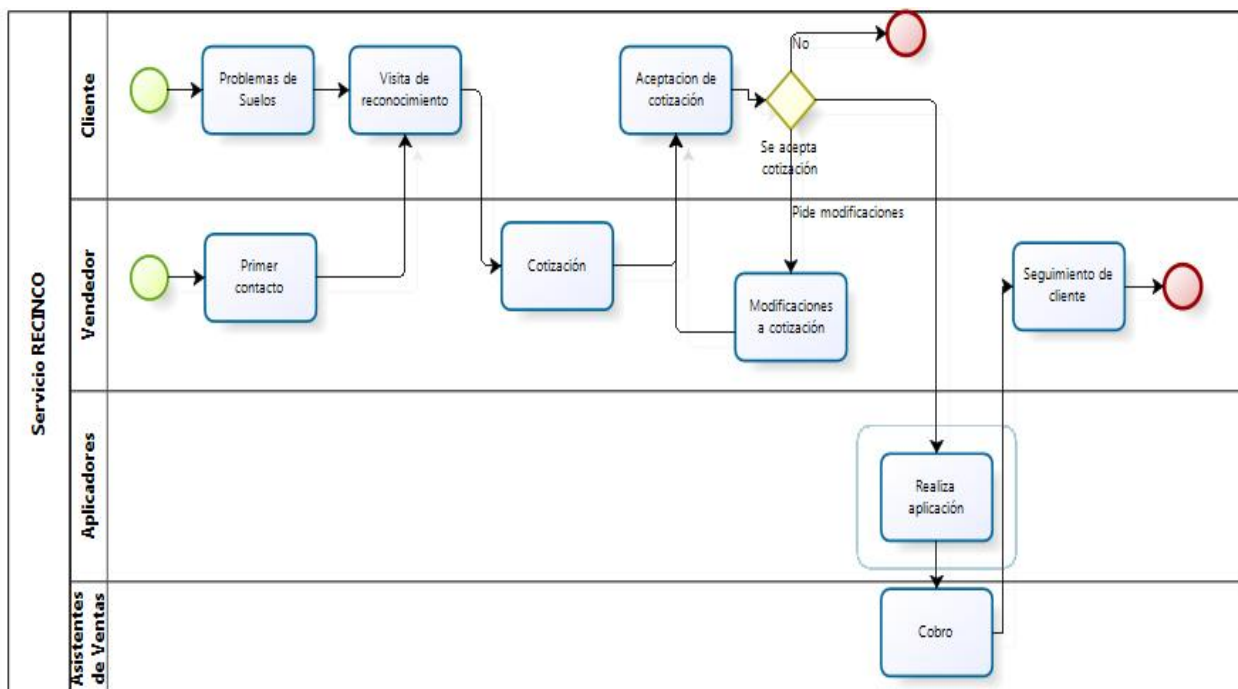 Servicio RECINCO
Cliente
Problemas de
Suelos
Visita de
reconocimiento
Aceptacion de
cotización
No
Se acepta
cotización
Vendedor
Primer
contacto
Cotización
Pide modificaciones
Modificaciones
a cotización
Seguimiento de
cliente
Aplicadores
Realiza
aplicación
Asistentes
de Ventas
Cobro